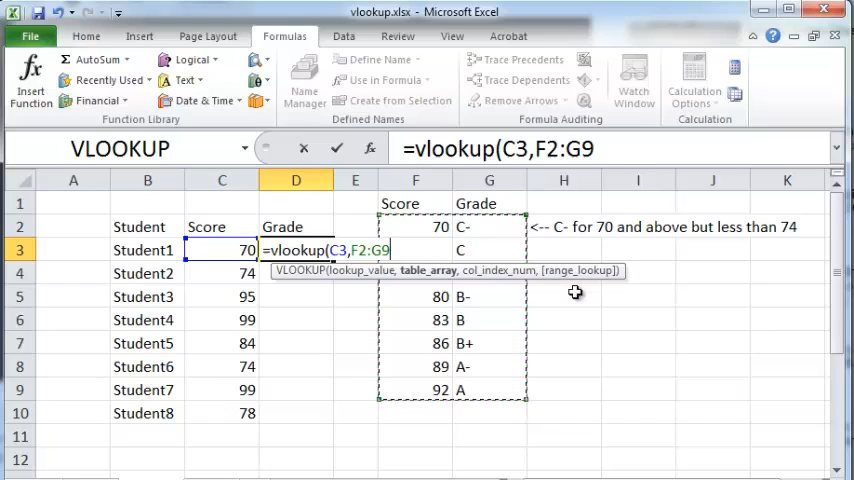 vlookup.xlsx - Microsoft Excel
File Home Insert Page Layout Formulas Data Review View Acrobat
fx Insert Function
Σ AutoSum
Recently Used
Financial
Logical
Text
Date & Time
Function Library
Name Manager
Define Name
Use in Formula
Create from Selection
Defined Names
Trace Precedents
Trace Dependents
Remove Arrows
Formula Auditing
Watch Window
Calculation Options
Calculation
VLOOKUP fx =vlookup(C3,F2:G9
A B C D E F G H I J K
1 Score Grade
2 Student Score Grade 70 C- <-- C- for 70 and above but less than 74
3 Student1 70 =vlookup(C3,F2:G9 C
VLOOKUP(lookup_value, table_array, col_index_num, [range_lookup])
4 Student2 74
5 Student3 95 80 B-
6 Student4 99 83 B
7 Student5 84 86 B+
8 Student6 74 89 A-
9 Student7 99 92 A
10 Student8 78
11
12